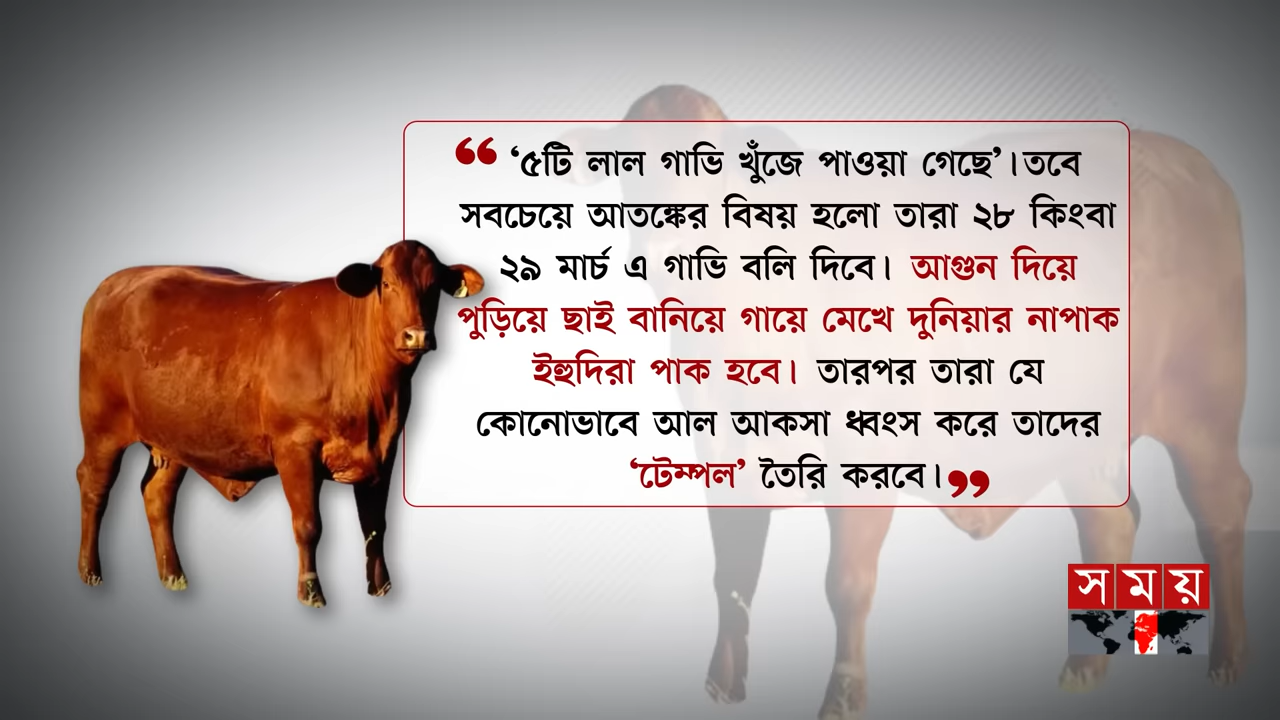 “ ‘৫টি লাল গাভি খুঁজে পাওয়া গেছে’। তবে
সবচেয়ে আতঙ্কের বিষয় হলো তারা ২৮ কিংবা
২৯ মার্চ এ গাভি বলি দিবে। আগুন দিয়ে
পুড়িয়ে ছাই বানিয়ে গায়ে মেখে দুনিয়ার নাপাক
ইহুদিরা পাক হবে। তারপর তারা যে
কোনোভাবে আল আকসা ধ্বংস করে তাদের
‘টেম্পল’ তৈরি করবে। ”
সময়